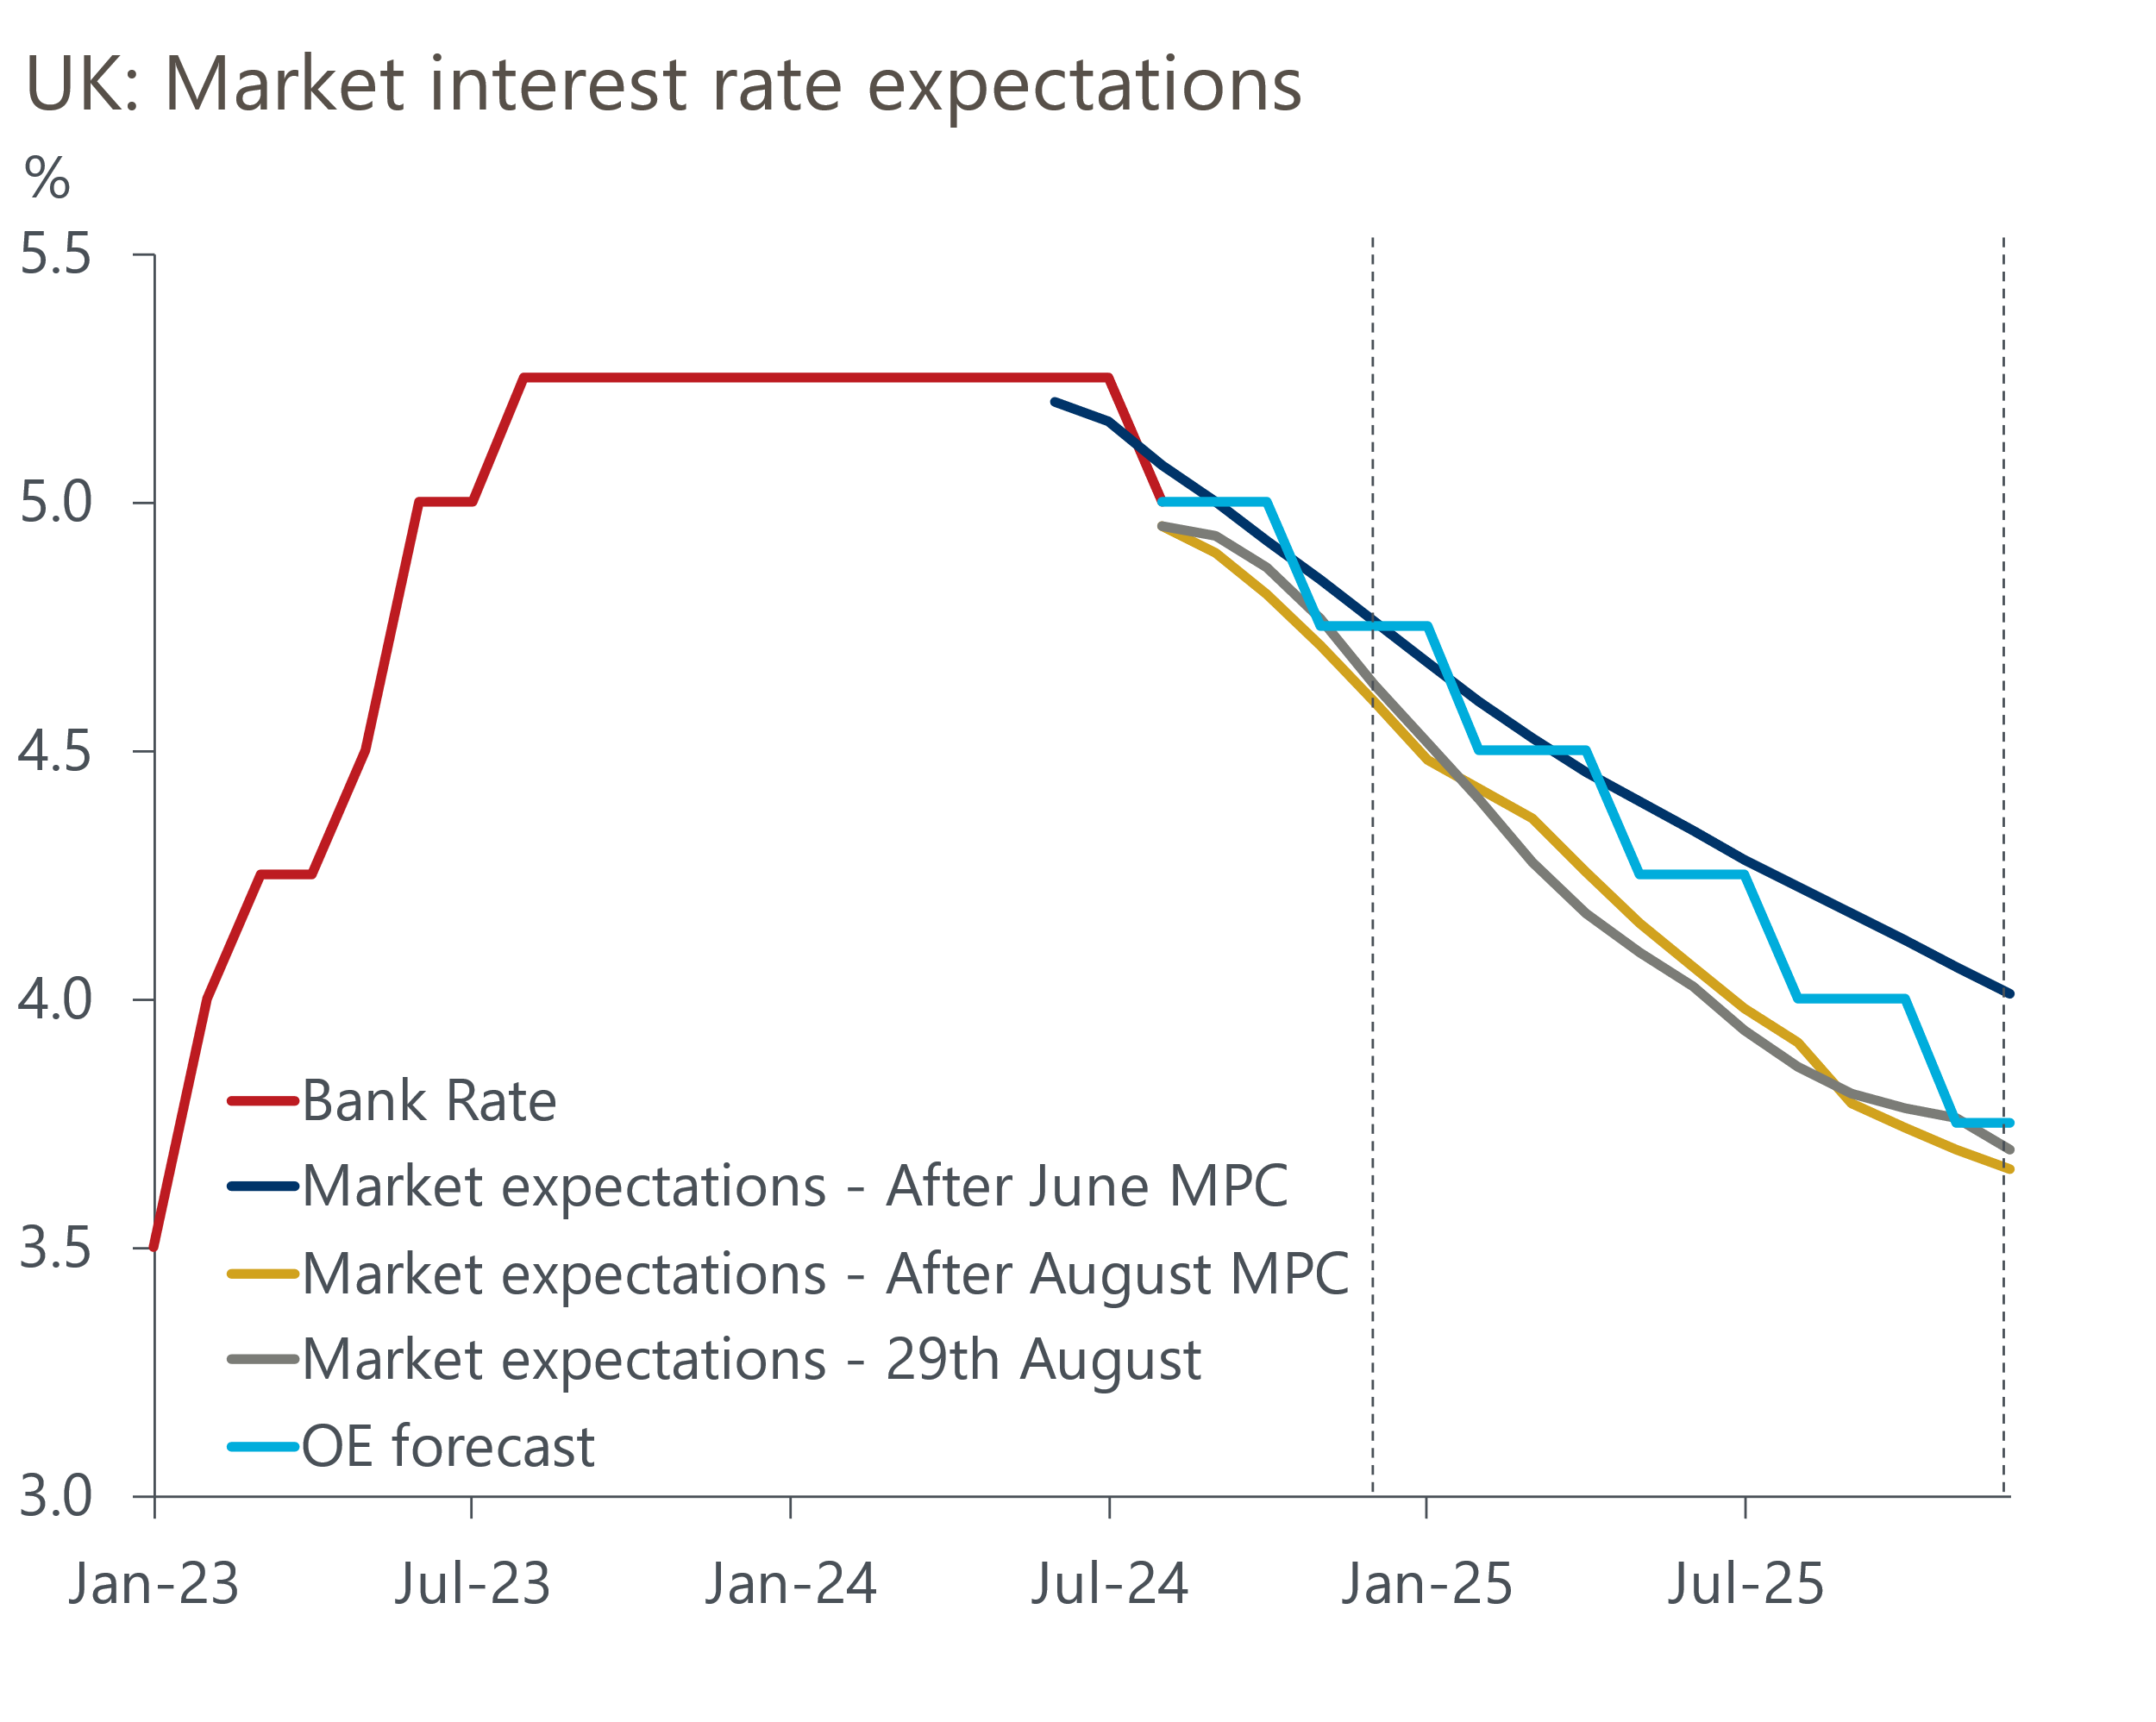 UK: Market interest rate expectations
%
5.5
5.0
4.5
4.0
3.5
3.0
Bank Rate
Market expectations - After June MPC
Market expectations - After August MPC
Market expectations - 29th August
OE forecast
Jan-23 Jul-23 Jan-24 Jul-24 Jan-25 Jul-25